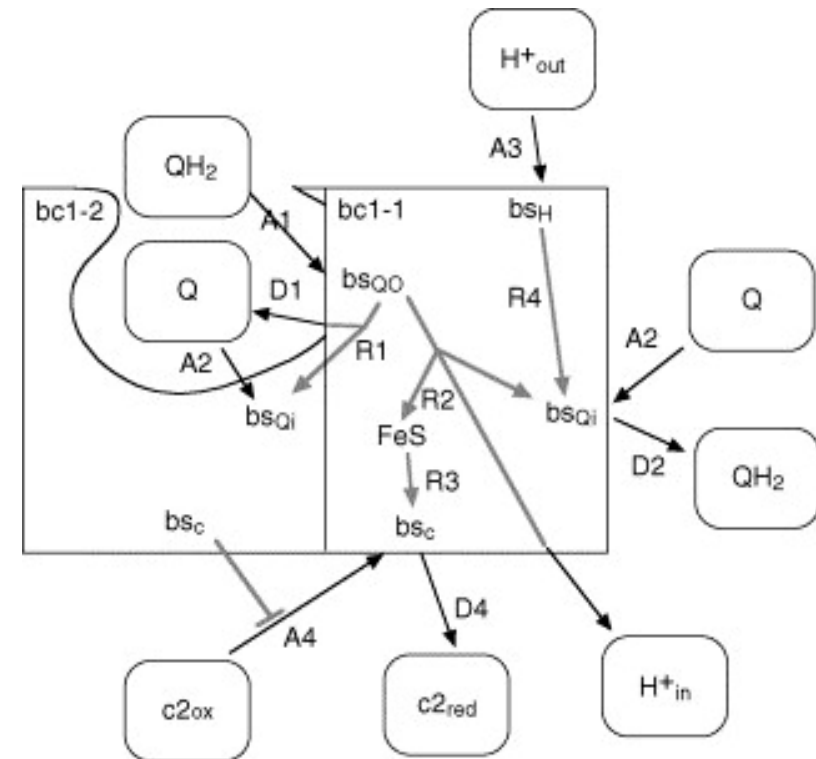 H+out
A3
QH2
bc1-2
A1
bc1-1
bsH
bsQO
Q
D1
R4
Q
A2
R1
A2
bsQi
R2
bsQi
FeS
D2
QH2
R3
bsc
bsc
A4
D4
c2ox
c2red
H+in